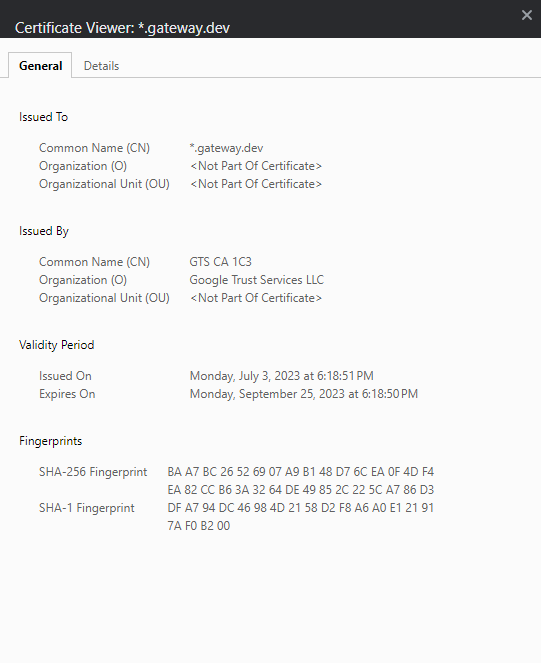 Certificate Viewer: *.gateway.dev
General Details
Issued To
Common Name (CN) *.gateway.dev
Organization (O) <Not Part Of Certificate>
Organizational Unit (OU) <Not Part Of Certificate>
Issued By
Common Name (CN) GTS CA 1C3
Organization (O) Google Trust Services LLC
Organizational Unit (OU) <Not Part Of Certificate>
Validity Period
Issued On Monday, July 3, 2023 at 6:18:51 PM
Expires On Monday, September 25, 2023 at 6:18:50 PM
Fingerprints
SHA-256 Fingerprint BA A7 BC 26 52 69 07 A9 B1 48 D7 6C EA 0F 4D F4
EA 82 CC B6 3A 32 64 DE 49 85 2C 22 5C A7 86 D3
SHA-1 Fingerprint DF A7 94 DC 46 98 4D 21 58 D2 F8 A6 A0 E1 21 91
7A F0 B2 00